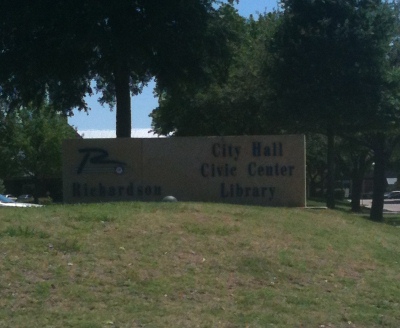 Richardson
City Hall
Civic Center
Library